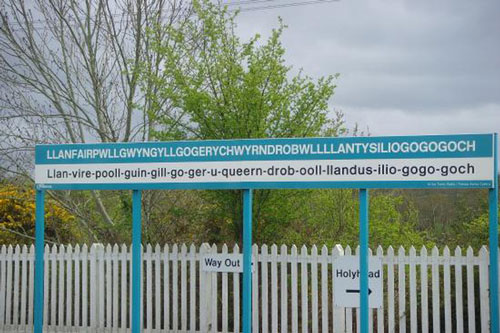 LLANFAIRPWLLGWYNGYLLGOGERYCHWYRNDROBWLLLLANTYSILIOGOGOGOCH
Llan-vire-pooll-guin-gill-go-ger-u-queern-drob-ooll-llandus-ilio-gogo-goch
Way Out
Holyhead